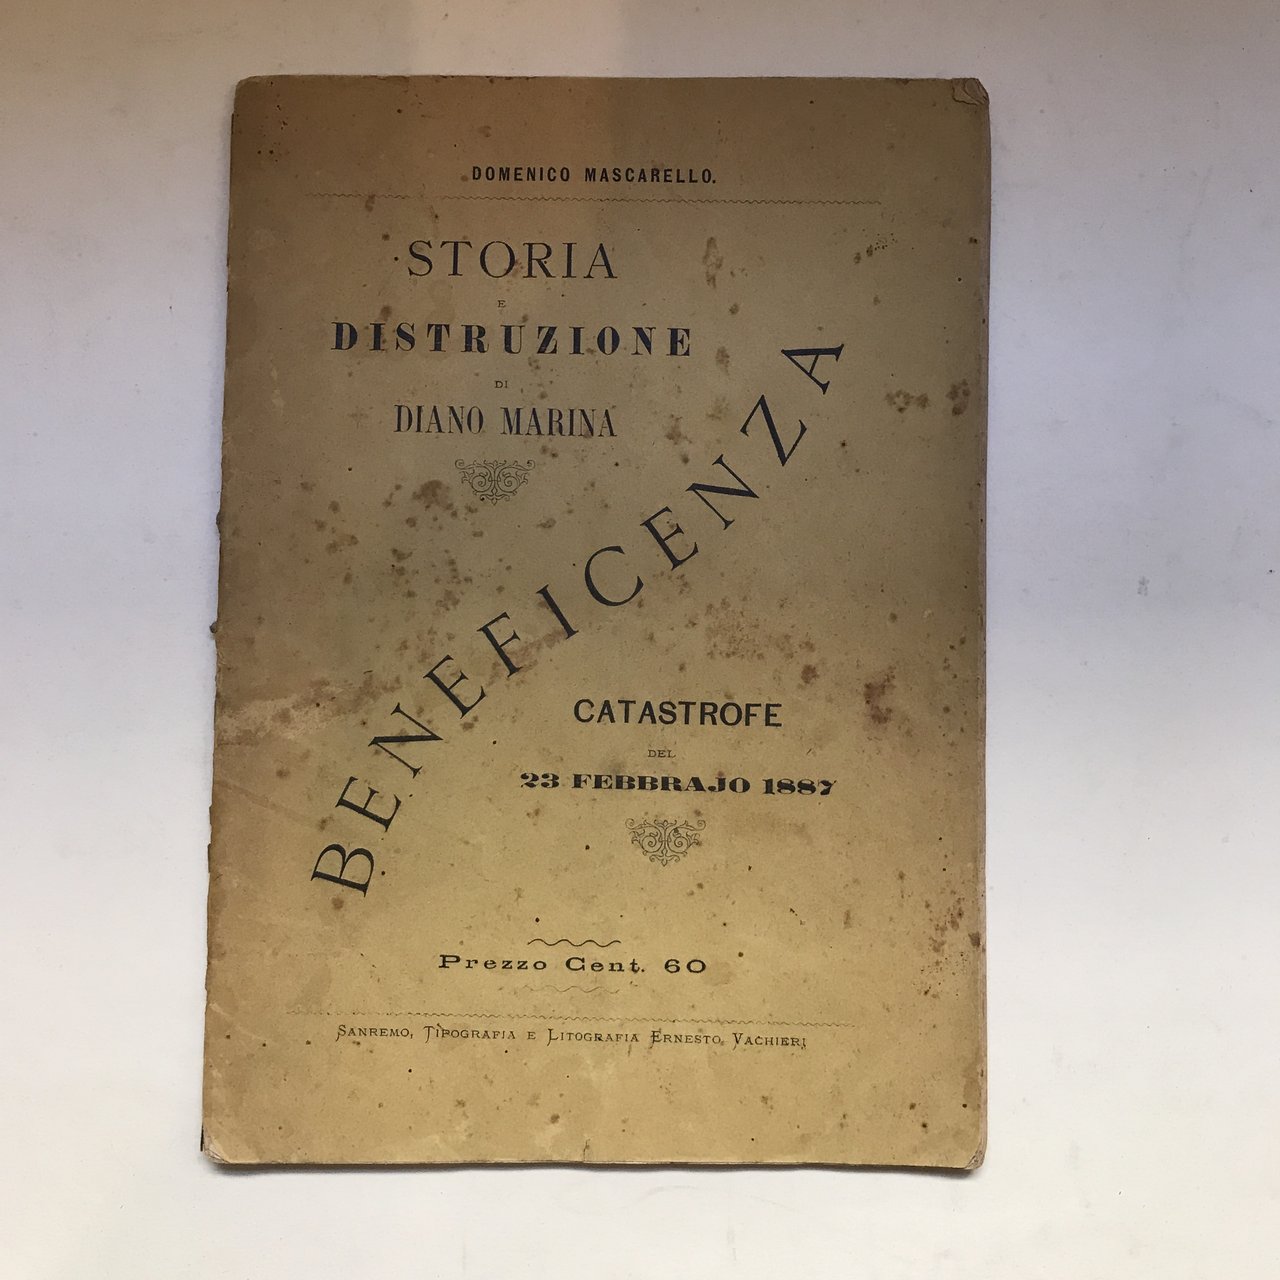 DOMENICO MASCARELLO.
STORIA
E
DISTRUZIONE
DI
DIANO MARINA
BENEFICENZA
CATASTROFE
DEL
23 FEBBRAJO 1887
Prezzo Cent. 60
SANREMO, TIPOGRAFIA E LITOGRAFIA ERNESTO VACHIERI